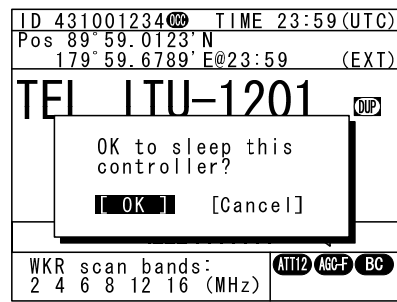 ID 431001234 OCC TIME 23:59(UTC)
Pos 89°59.0123'N
179°59.6789'E@23:59 (EXT)
TEL ITU-1201 DUP
OK to sleep this
controller?
[ OK ] [Cancel]
WKR scan bands:
2 4 6 8 12 16 (MHz)
ATT12 AGC-F BC